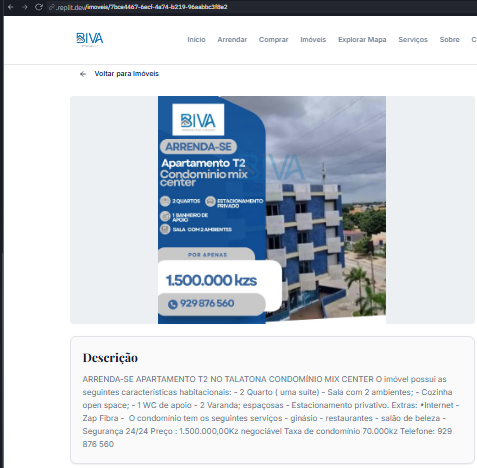 .replit.dev/imoveis/7bce4467-6ecf-4a74-b219-96aabbc3f8e2
BIVA
Início Arrendar Comprar Imóveis Explorar Mapa Serviços Sobre C
Voltar para Imóveis
BIVA
ARRENDA-SE
Apartamento T2
Condominio mix
center
2 QUARTOS
ESTACIONAMENTO
PRIVADO
1 BANHEIRO DE
APOIO
SALA COM 2 AMBIENTES
POR APENAS
1.500.000 kzs
929 876 560
BIVA
Descrição
ARRENDA-SE APARTAMENTO T2 NO TALATONA CONDOMÍNIO MIX CENTER O imóvel possui as
seguintes características habitacionais: - 2 Quarto ( uma suíte) - Sala com 2 ambientes; - Cozinha
open space; - 1 WC de apoio - 2 Varanda; espaçosas - Estacionamento privativo. Extras: •Internet -
Zap Fibra - O condomínio tem os seguintes serviços - ginásio - restaurantes - salão de beleza -
Segurança 24/24 Preço : 1.500.000,00Kz negociável Taxa de condomínio 70.000kz Telefone: 929
876 560